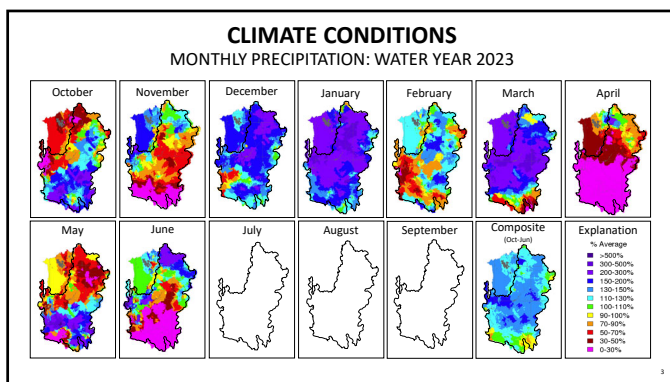 CLIMATE CONDITIONS
MONTHLY PRECIPITATION: WATER YEAR 2023
October
November
December
January
February
March
April
May
June
July
August
September
Composite
(Oct-Jun)
Explanation
% Average
>500%
300-500%
200-300%
150-200%
130-150%
110-130%
100-110%
90-100%
70-90%
50-70%
30-50%
0-30%
3